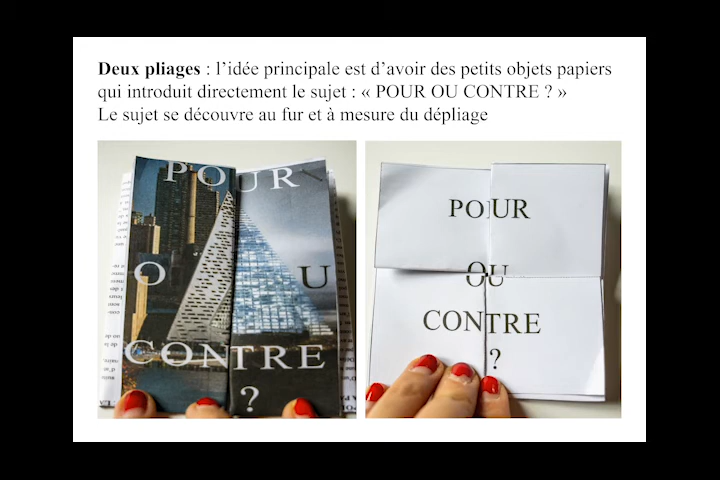 Deux pliages : l’idée principale est d’avoir des petits objets papiers
qui introduit directement le sujet : « POUR OU CONTRE ? »
Le sujet se découvre au fur et à mesure du dépliage
POUR
OU
CONTRE
?
POUR
OU
CONTRE
?